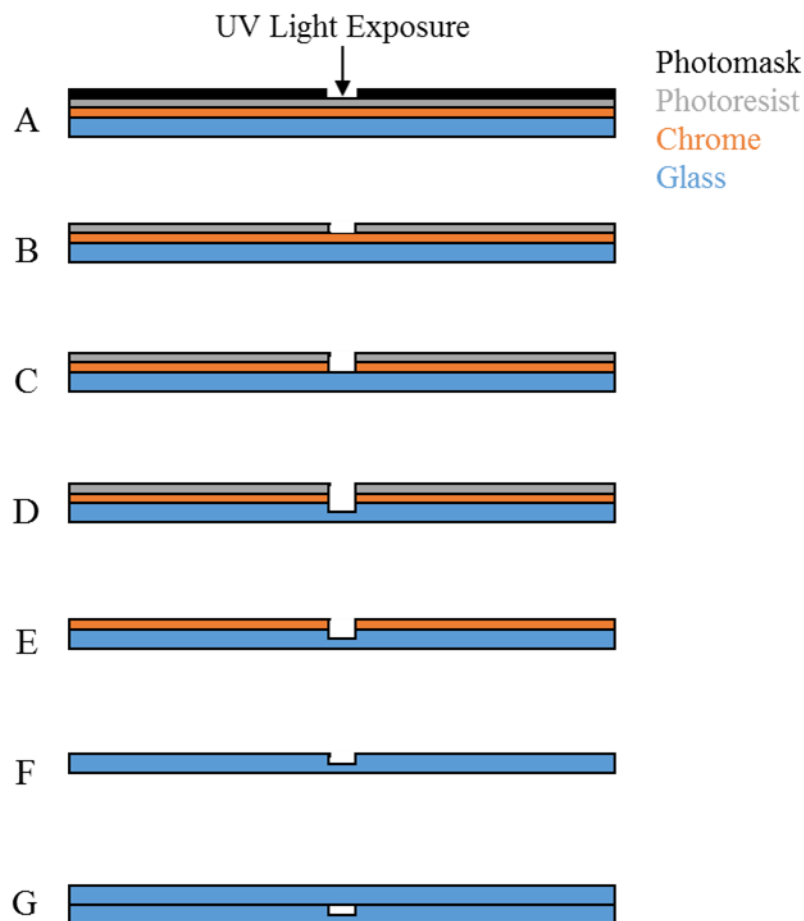 UV Light Exposure
Photomask
Photoresist
Chrome
Glass
A
B
C
D
E
F
G